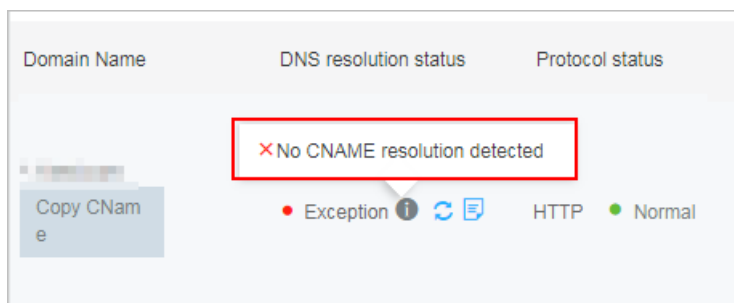 Domain Name DNS resolution status Protocol status
No CNAME resolution detected
Copy CNam
e
Exception HTTP Normal